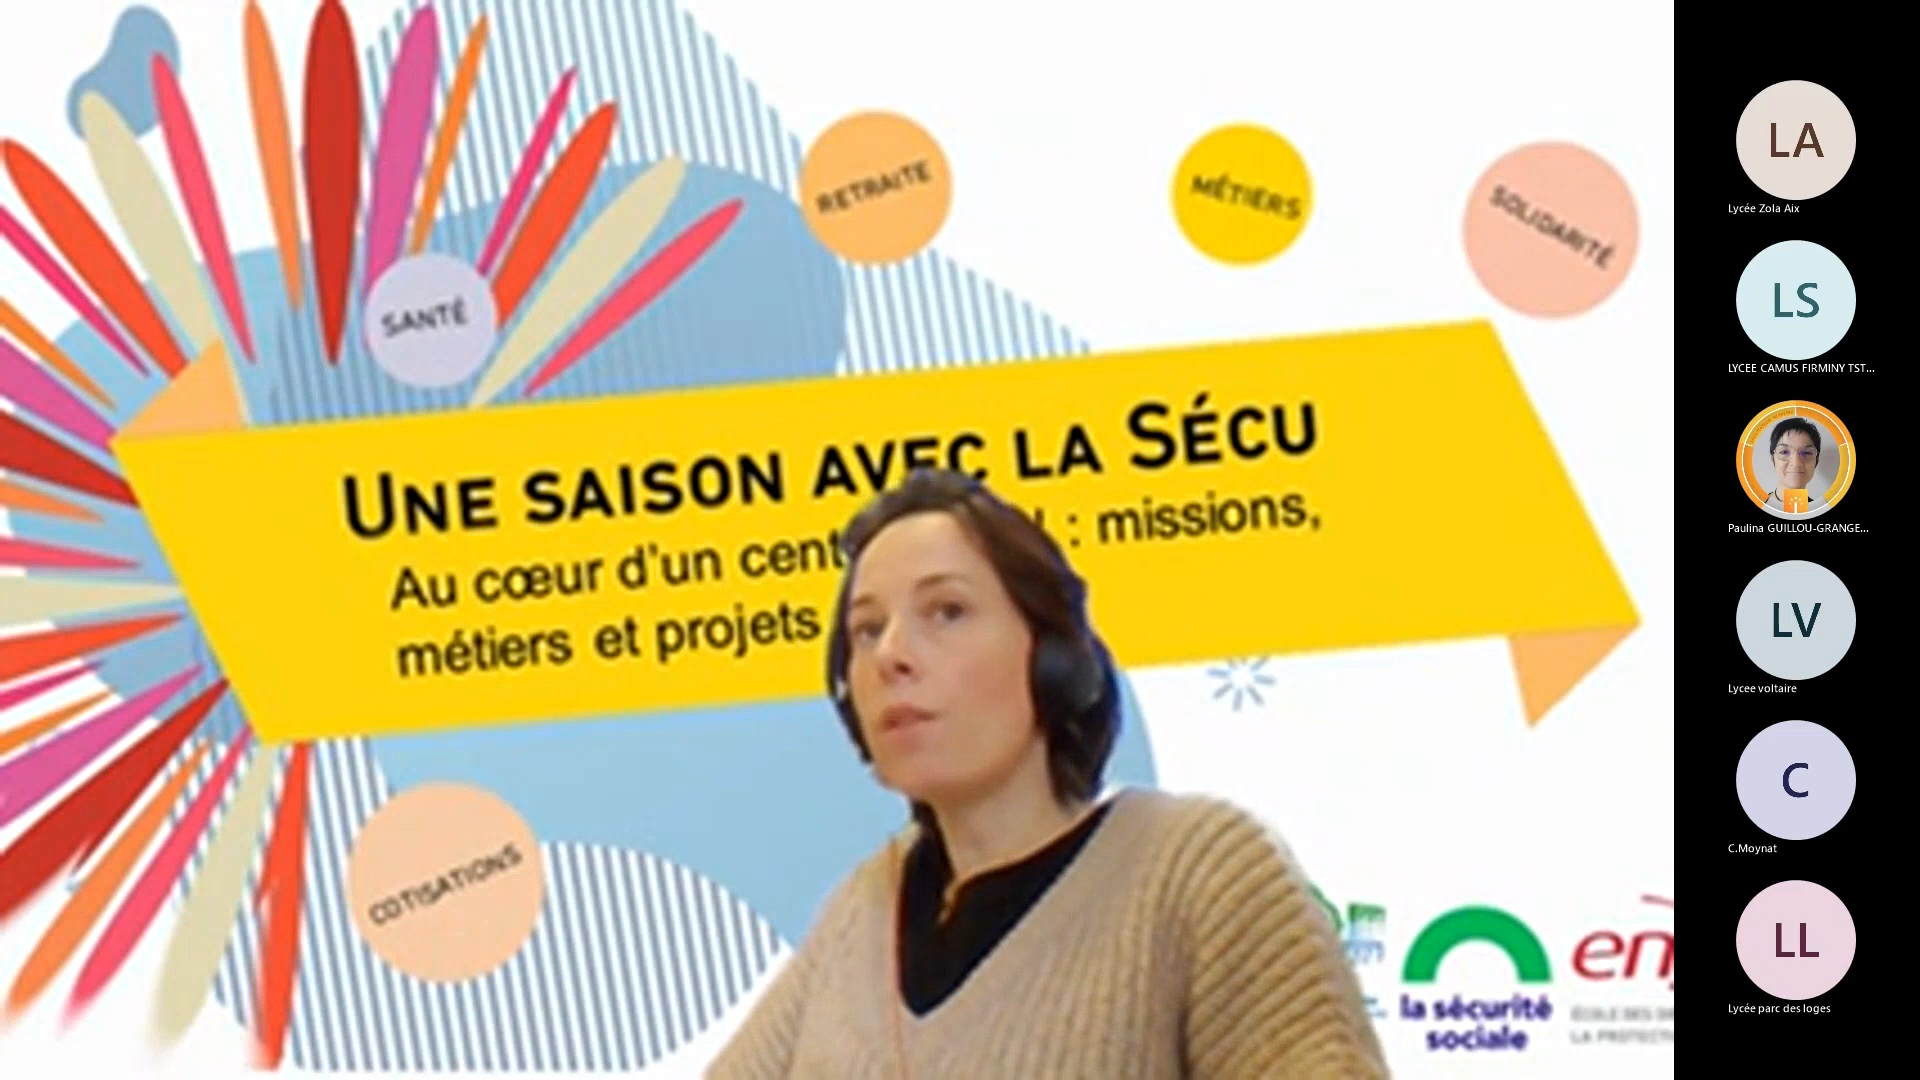 RETRAITE
MÉTIERS
SOLIDARITÉ
SANTÉ
UNE SAISON AVEC LA SÉCU
Au cœur d'un : missions,
métiers et projets
COTISATIONS
la sécurité
sociale
LA
Lycée Zola Aix
LS
LYCEE CAMUS FIRMINY TST...
Paulina GUILLOU-GRANGE...
LV
Lycee voltaire
C
C.Moynat
LL
Lycée parc des loges